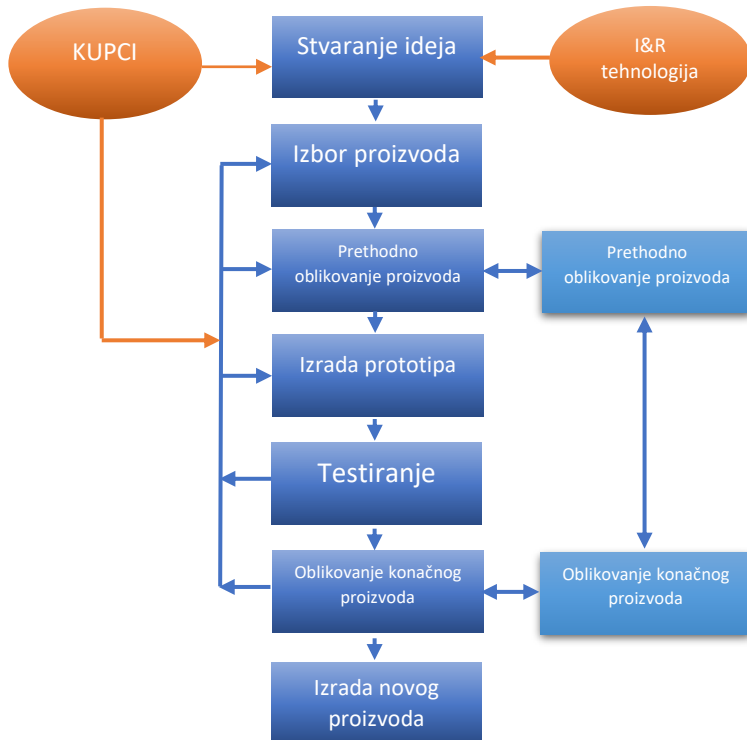 KUPCI
Stvaranje ideja
I&R
tehnologija
Izbor proizvoda
Prethodno
oblikovanje proizvoda
Prethodno
oblikovanje proizvoda
Izrada prototipa
Testiranje
Oblikovanje konačnog
proizvoda
Oblikovanje konačnog
proizvoda
Izrada novog
proizvoda